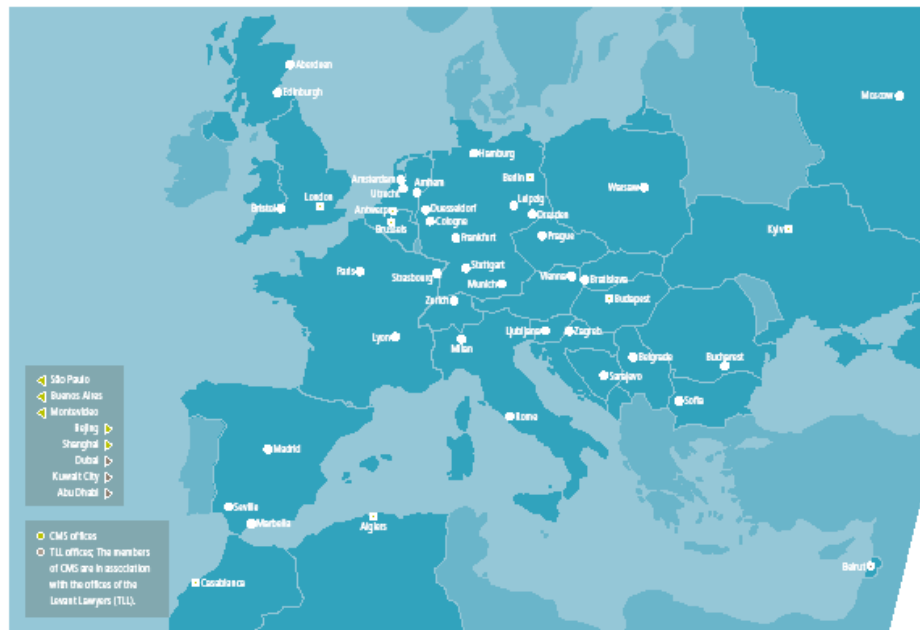 Aberdeen
Edinburgh
Moscow
Hamburg
Amsterdam
Arnhem
Utrecht
Berlin
Leipzig
Warsaw
London
Bristol
Antwerp
Duesseldorf
Dresden
Brussels
Cologne
Kyiv
Frankfurt
Prague
Paris
Strasbourg
Stuttgart
Munich
Vienna
Bratislava
Zurich
Budapest
Lyon
Milan
Ljubljana
Zagreb
Belgrade
Bucharest
Sarajevo
Sofia
Rome
Madrid
Seville
Marbella
Algiers
Casablanca
Beirut
São Paulo
Buenos Aires
Montevideo
Beijing
Shanghai
Dubai
Kuwait City
Abu Dhabi
CMS offices
TLL offices; The members
of CMS are in association
with the offices of the
Levant Lawyers (TLL).